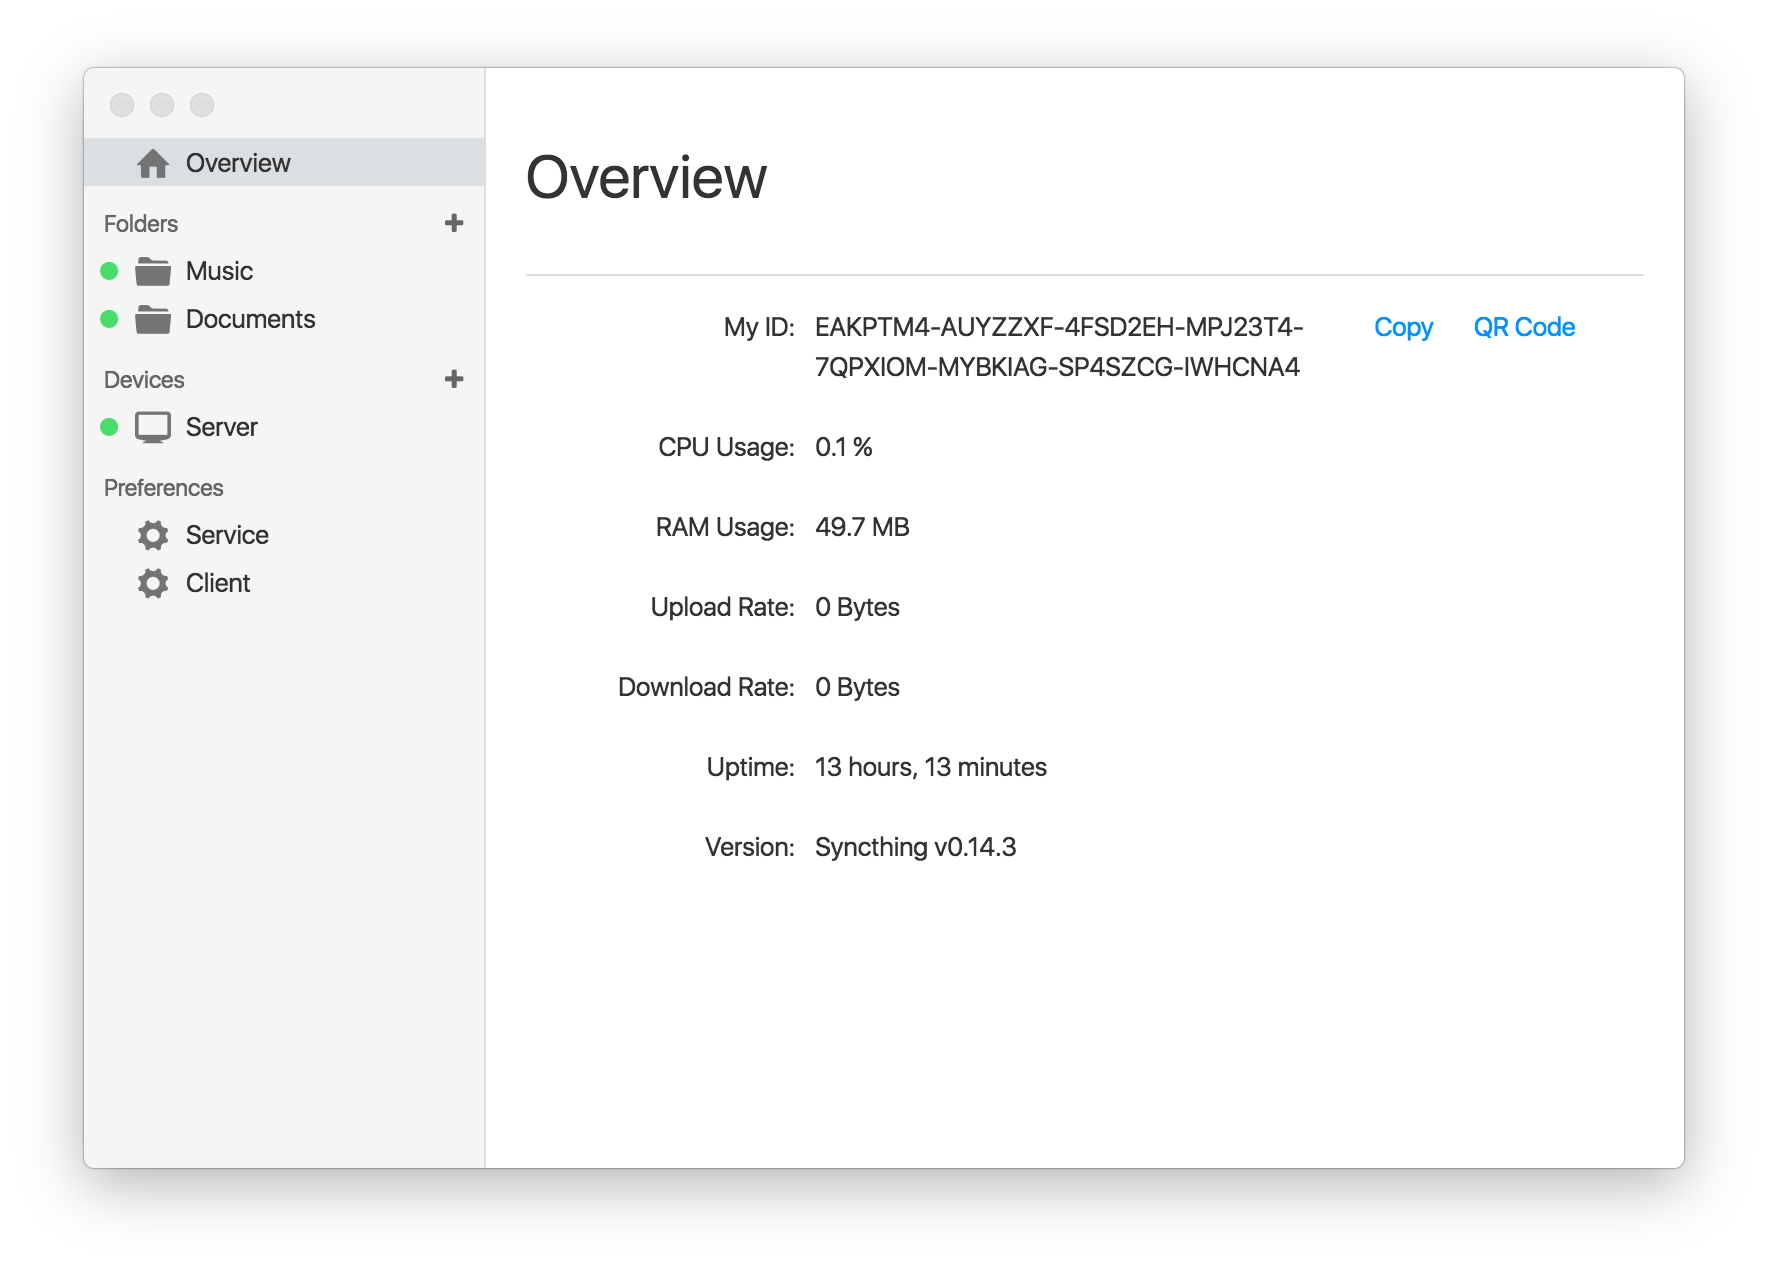 Overview
Folders
Music
Documents
Devices
Server
Preferences
Service
Client
Overview
My ID: EAKPTM4-AUYZZXF-4FSD2EH-MPJ23T4- Copy QR Code
7QPXIOM-MYBKIAG-SP4SZCG-IWHCNA4
CPU Usage: 0.1 %
RAM Usage: 49.7 MB
Upload Rate: 0 Bytes
Download Rate: 0 Bytes
Uptime: 13 hours, 13 minutes
Version: Syncthing v0.14.3